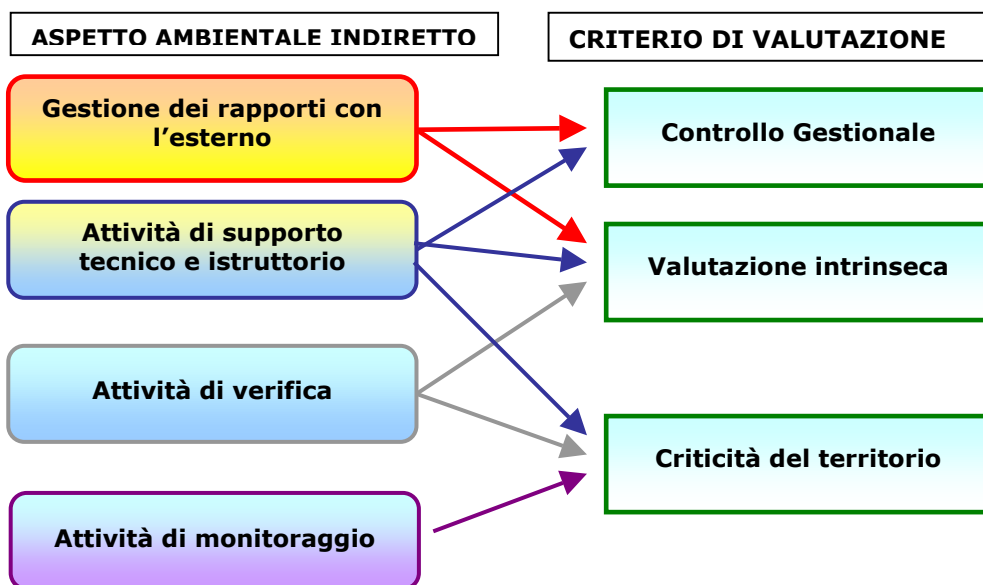 ASPETTO AMBIENTALE INDIRETTO
CRITERIO DI VALUTAZIONE
Gestione dei rapporti con
l'esterno
Controllo Gestionale
Attività di supporto
tecnico e istruttorio
Valutazione intrinseca
Attività di verifica
Criticità del territorio
Attività di monitoraggio